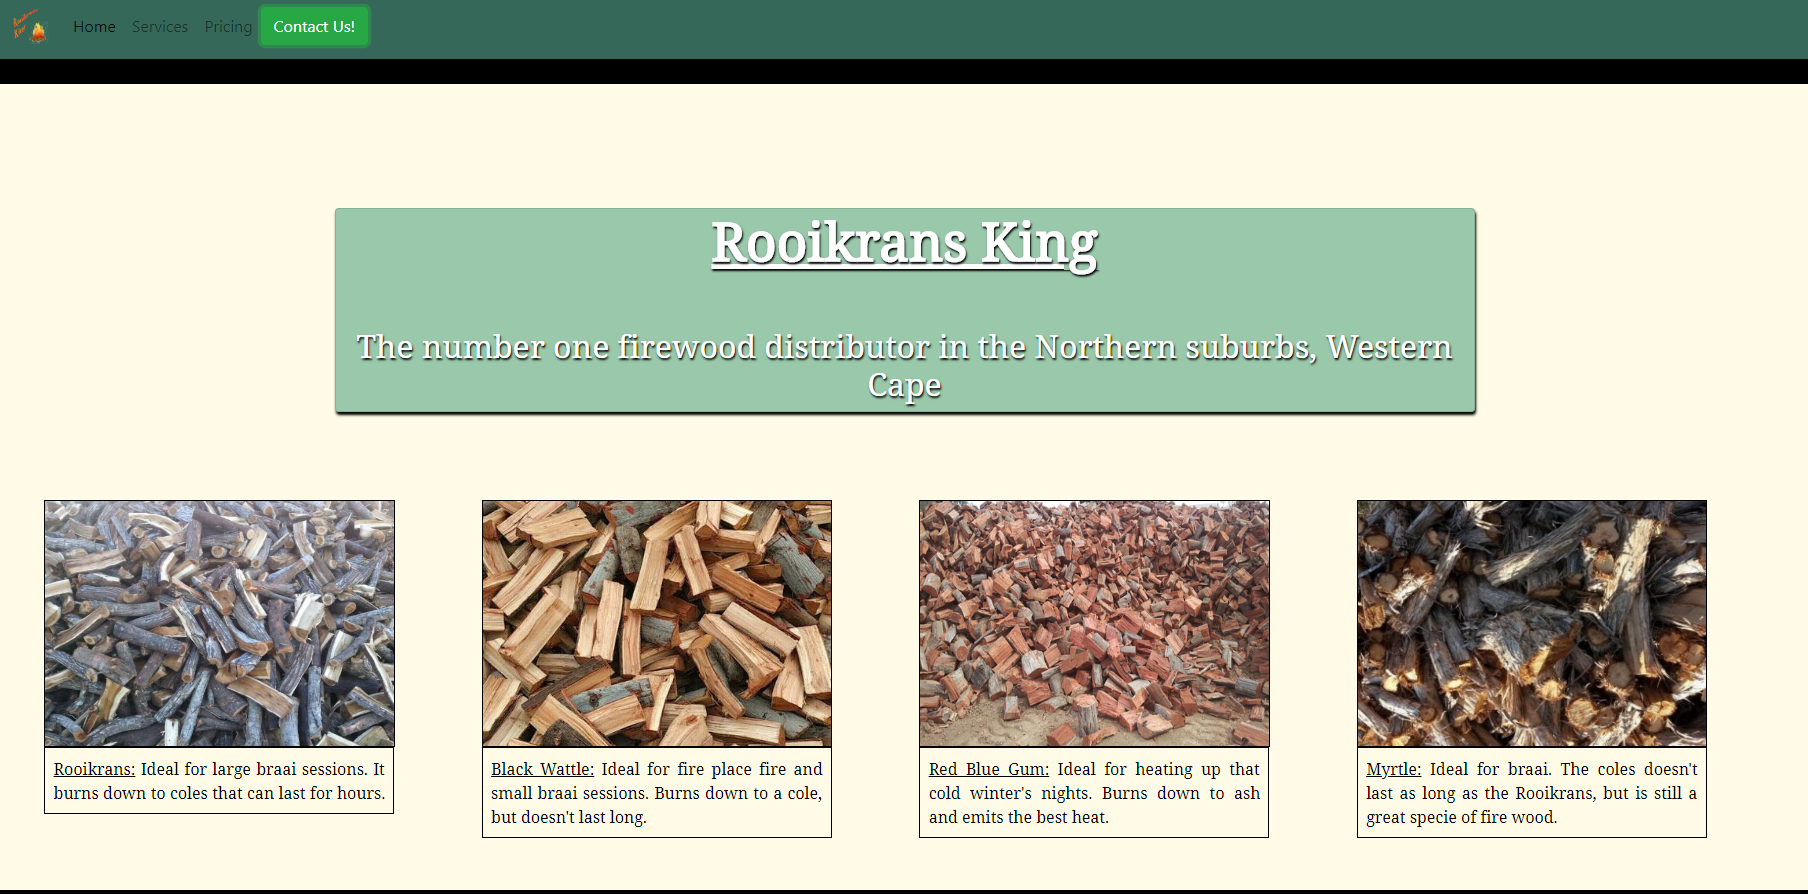 Rooikrans
King
Home Services Pricing Contact Us!
Rooikrans King
The number one firewood distributor in the Northern suburbs, Western
Cape
Rooikrans: Ideal for large braai sessions. It
burns down to coles that can last for hours.
Black Wattle: Ideal for fire place fire and
small braai sessions. Burns down to a cole,
but doesn't last long.
Red Blue Gum: Ideal for heating up that
cold winter's nights. Burns down to ash
and emits the best heat.
Myrtle: Ideal for braai. The coles doesn't
last as long as the Rooikrans, but is still a
great specie of fire wood.